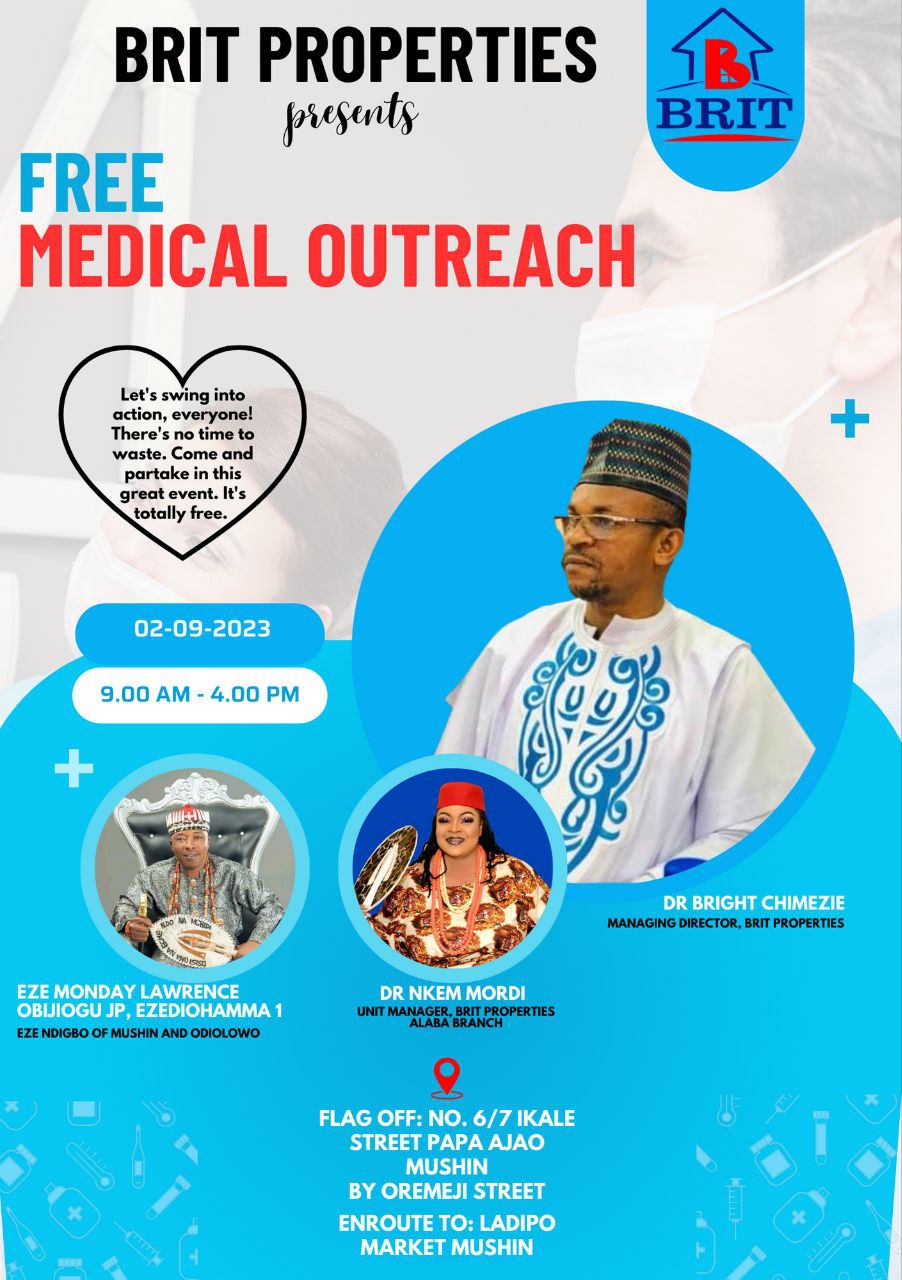 BRIT PROPERTIES
presents
B
BRIT
FREE
MEDICAL OUTREACH
Let's swing into
action, everyone!
There's no time to
waste. Come and
partake in this
great event. It's
totally free.
02-09-2023
9.00 AM - 4.00 PM
DR BRIGHT CHIMEZIE
MANAGING DIRECTOR, BRIT PROPERTIES
EZE MONDAY LAWRENCE
OBIJIOGU JP, EZEDIOHAMMA 1
EZE NDIGBO OF MUSHIN AND ODIOLOWO
DR NKEM MORDI
UNIT MANAGER, BRIT PROPERTIES
ALABA BRANCH
FLAG OFF: NO. 6/7 IKALE
STREET PAPA AJAO
MUSHIN
BY OREMEJI STREET
ENROUTE TO: LADIPO
MARKET MUSHIN